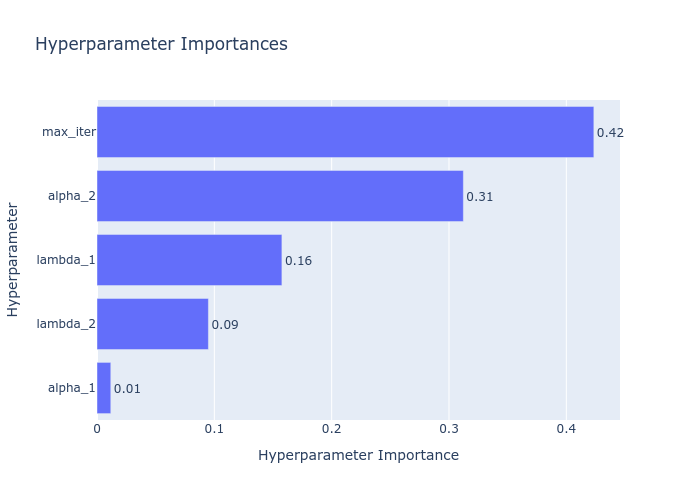 Hyperparameter Importances
Hyperparameter
max_iter 0.42
alpha_2 0.31
lambda_1 0.16
lambda_2 0.09
alpha_1 0.01
0 0.1 0.2 0.3 0.4
Hyperparameter Importance